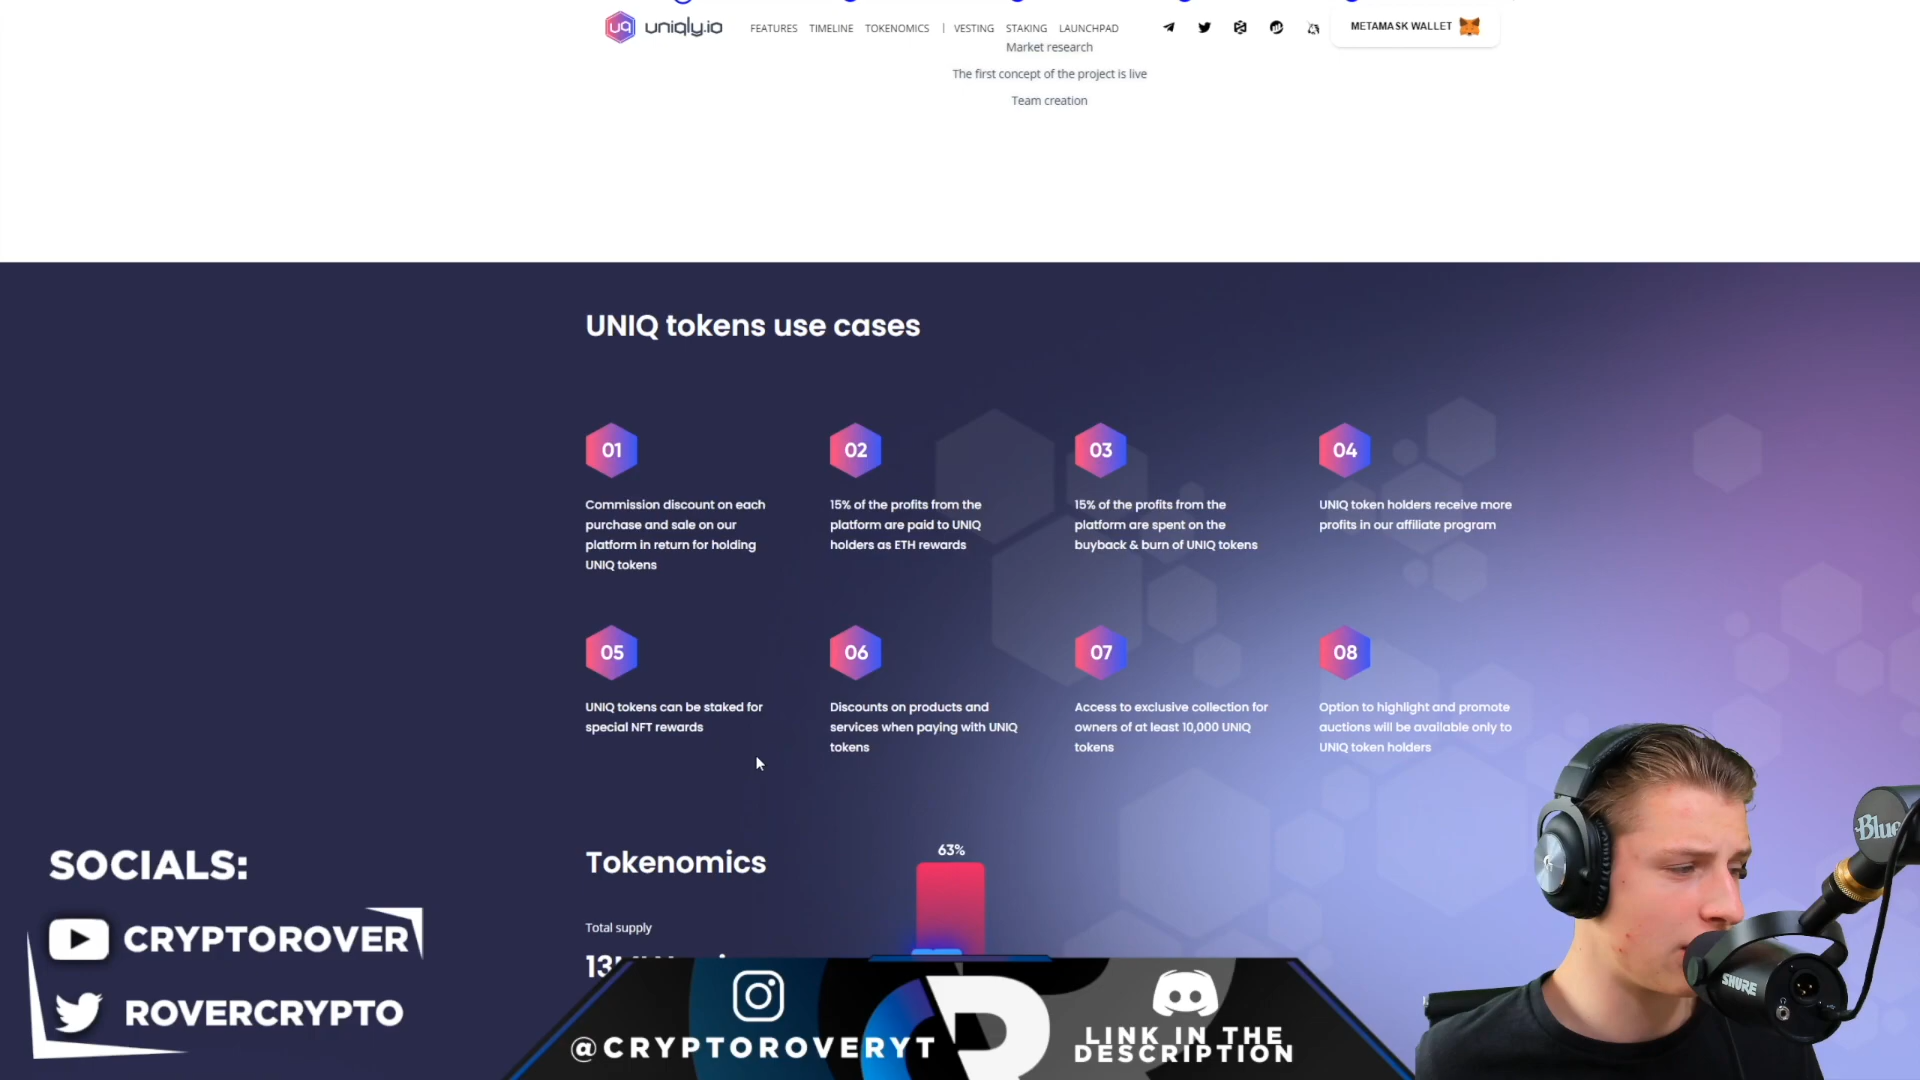 uniqly.io
FEATURES TIMELINE TOKENOMICS | VESTING STAKING LAUNCHPAD
METAMASK WALLET
Market research
The first concept of the project is live
Team creation
UNIQ tokens use cases
01
Commission discount on each
purchase and sale on our
platform in return for holding
UNIQ tokens
02
15% of the profits from the
platform are paid to UNIQ
holders as ETH rewards
03
15% of the profits from the
platform are spent on the
buyback & burn of UNIQ tokens
04
UNIQ token holders receive more
profits in our affiliate program
05
UNIQ tokens can be staked for
special NFT rewards
06
Discounts on products and
services when paying with UNIQ
tokens
07
Access to exclusive collection for
owners of at least 10,000 UNIQ
tokens
08
Option to highlight and promote
auctions will be available only to
UNIQ token holders
Tokenomics
63%
Total supply
SOCIALS:
CRYPTOROVER
ROVERCRYPTO
@CRYPTOROVERYT
LINK IN THE
DESCRIPTION
Blue
SHURE